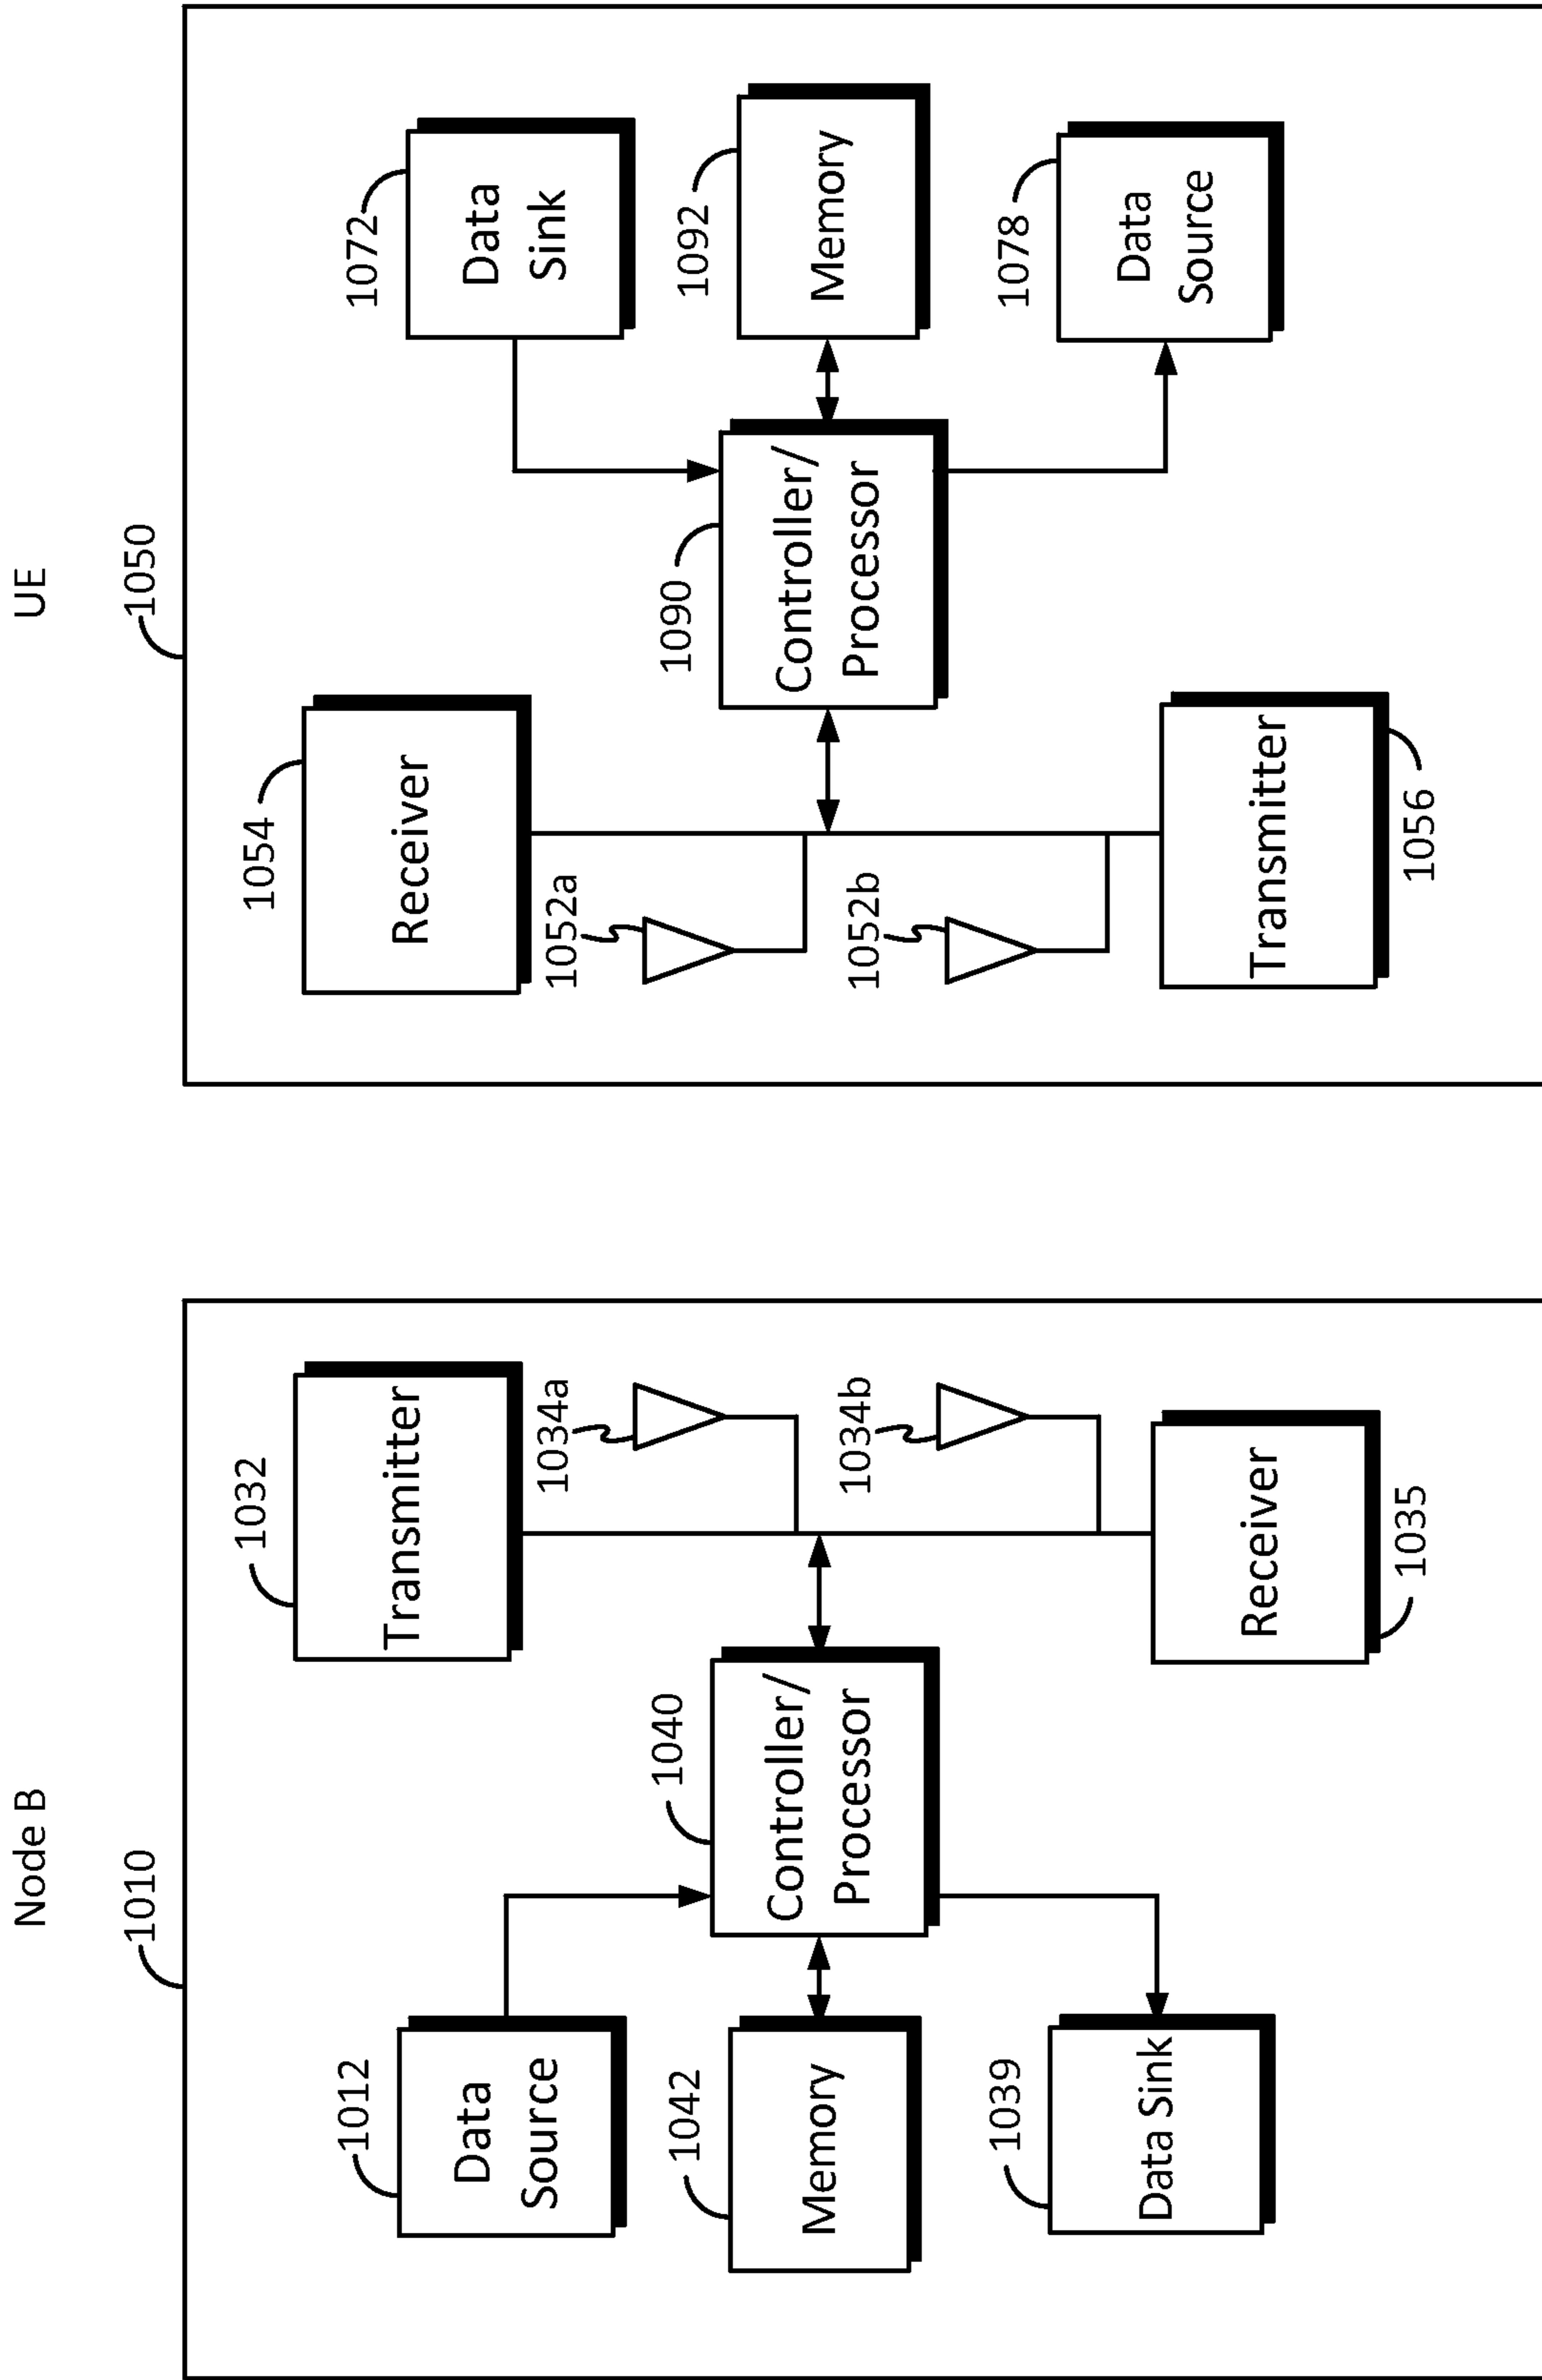 Node B
1010
1012
Data
Source
1042
Memory
1039
Data Sink
1040
Controller/
Processor
1032
Transmitter
1034a
1034b
Receiver
1035
UE
1050
1054
Receiver
1052a
1052b
Transmitter
1056
1090
Controller/
Processor
1072
Data
Sink
1092
Memory
1078
Data
Source